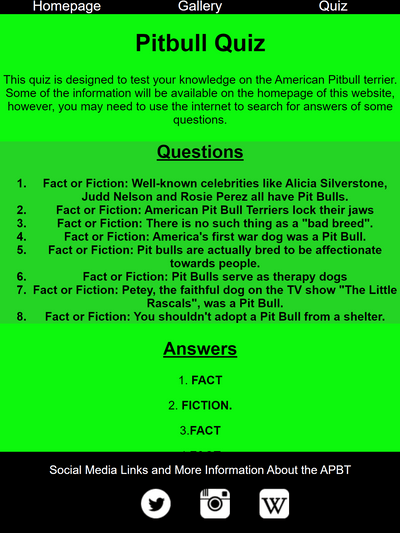 Homepage Gallery Quiz
Pitbull Quiz
This quiz is designed to test your knowledge on the American Pitbull terrier.
Some of the information will be available on the homepage of this website,
however, you may need to use the internet to search for answers of some
questions.
Questions
1. Fact or Fiction: Well-known celebrities like Alicia Silverstone,
Judd Nelson and Rosie Perez all have Pit Bulls.
2. Fact or Fiction: American Pit Bull Terriers lock their jaws
3. Fact or Fiction: There is no such thing as a "bad breed".
4. Fact or Fiction: America's first war dog was a Pit Bull.
5. Fact or Fiction: Pit bulls are actually bred to be affectionate
towards people.
6. Fact or Fiction: Pit Bulls serve as therapy dogs
7. Fact or Fiction: Petey, the faithful dog on the TV show "The Little
Rascals", was a Pit Bull.
8. Fact or Fiction: You shouldn't adopt a Pit Bull from a shelter.
Answers
1. FACT
2. FICTION.
3.FACT
Social Media Links and More Information About the APBT
W